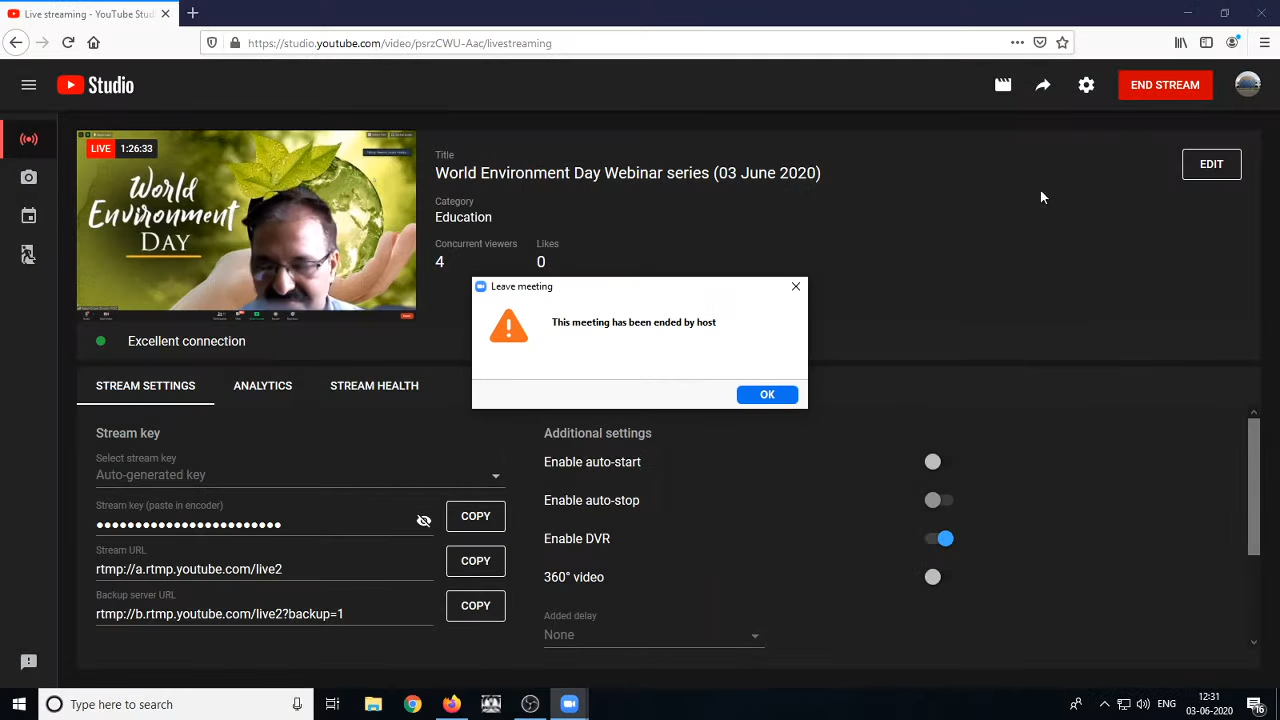 Live streaming - YouTube Stud
https://studio.youtube.com/video/psrzCWU-Aac/livestreaming
Studio
END STREAM
LIVE 1:26:33
World
Environment
DAY
Title
World Environment Day Webinar series (03 June 2020)
EDIT
Category
Education
Concurrent viewers
4
Likes
0
Excellent connection
Leave meeting
This meeting has been ended by host
OK
STREAM SETTINGS
ANALYTICS
STREAM HEALTH
Stream key
Select stream key
Auto-generated key
Stream key (paste in encoder)
••••••••••••••••••••••••
COPY
Stream URL
rtmp://a.rtmp.youtube.com/live2
COPY
Backup server URL
rtmp://b.rtmp.youtube.com/live2?backup=1
COPY
Additional settings
Enable auto-start
Enable auto-stop
Enable DVR
360° video
Added delay
None
Type here to search
ENG
12:31
03-06-2020
16